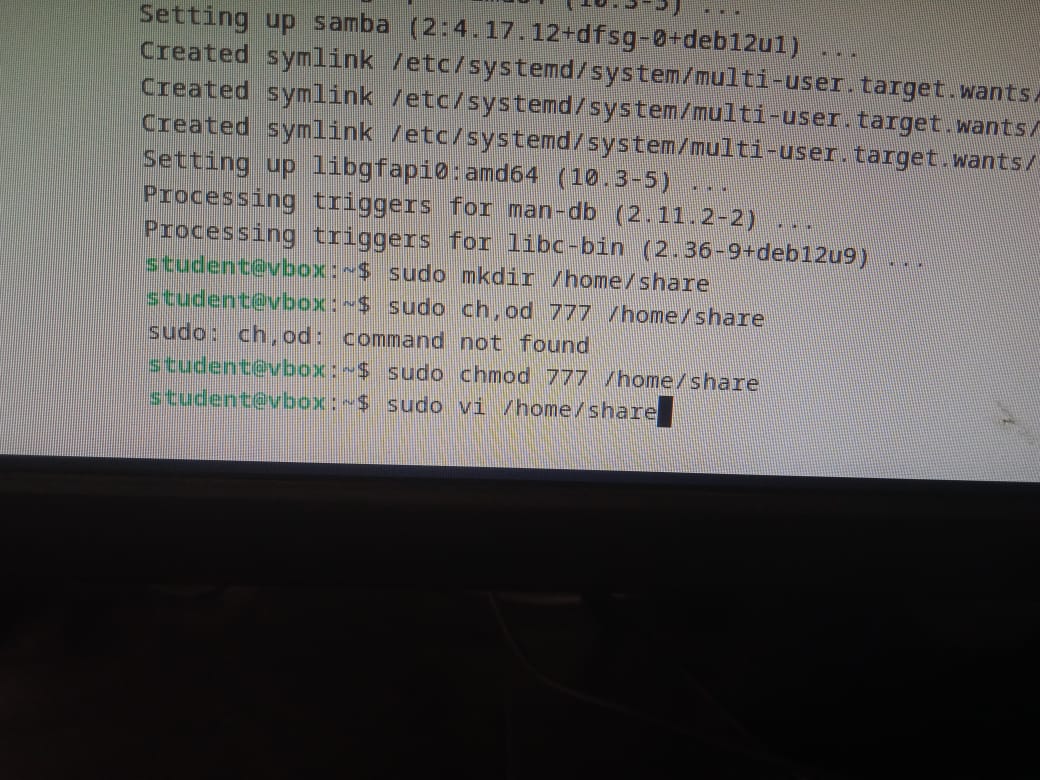 (10.3-5) ...
Setting up samba (2:4.17.12+dfsg-0+deb12u1) ...
Created symlink /etc/systemd/system/multi-user.target.wants/
Created symlink /etc/systemd/system/multi-user.target.wants/
Created symlink /etc/systemd/system/multi-user.target.wants/
Setting up libgfapi0:amd64 (10.3-5) ...
Processing triggers for man-db (2.11.2-2) ...
Processing triggers for libc-bin (2.36-9+deb12u9) ...
student@vbox:~$ sudo mkdir /home/share
student@vbox:~$ sudo ch,od 777 /home/share
sudo: ch,od: command not found
student@vbox:~$ sudo chmod 777 /home/share
student@vbox:~$ sudo vi /home/share